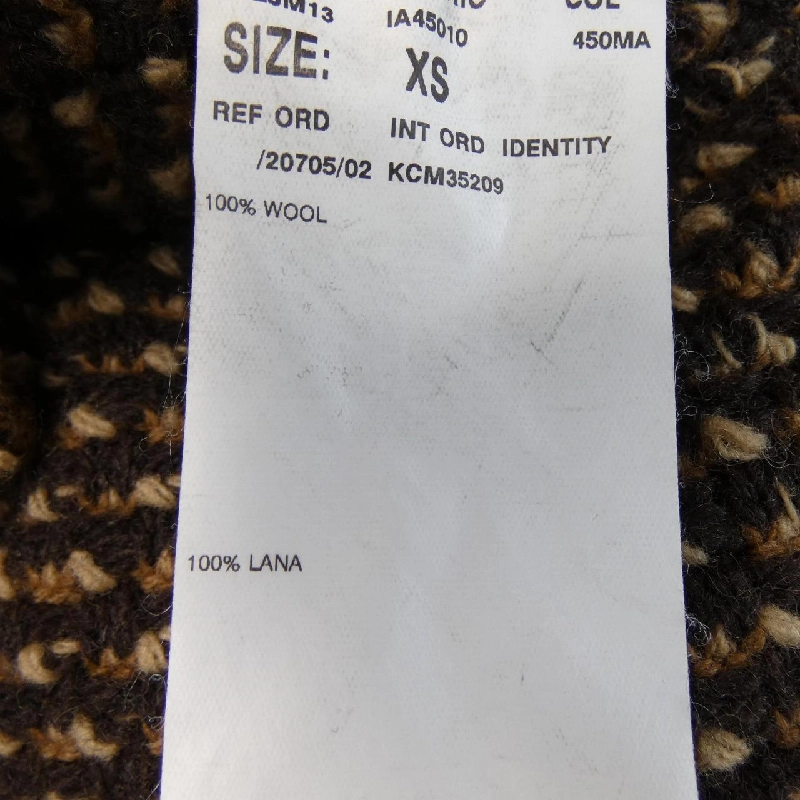 IA45010
450MA
SIZE: XS
REF ORD INT ORD IDENTITY
/20705/02 KCM35209
100% WOOL
100% LANA